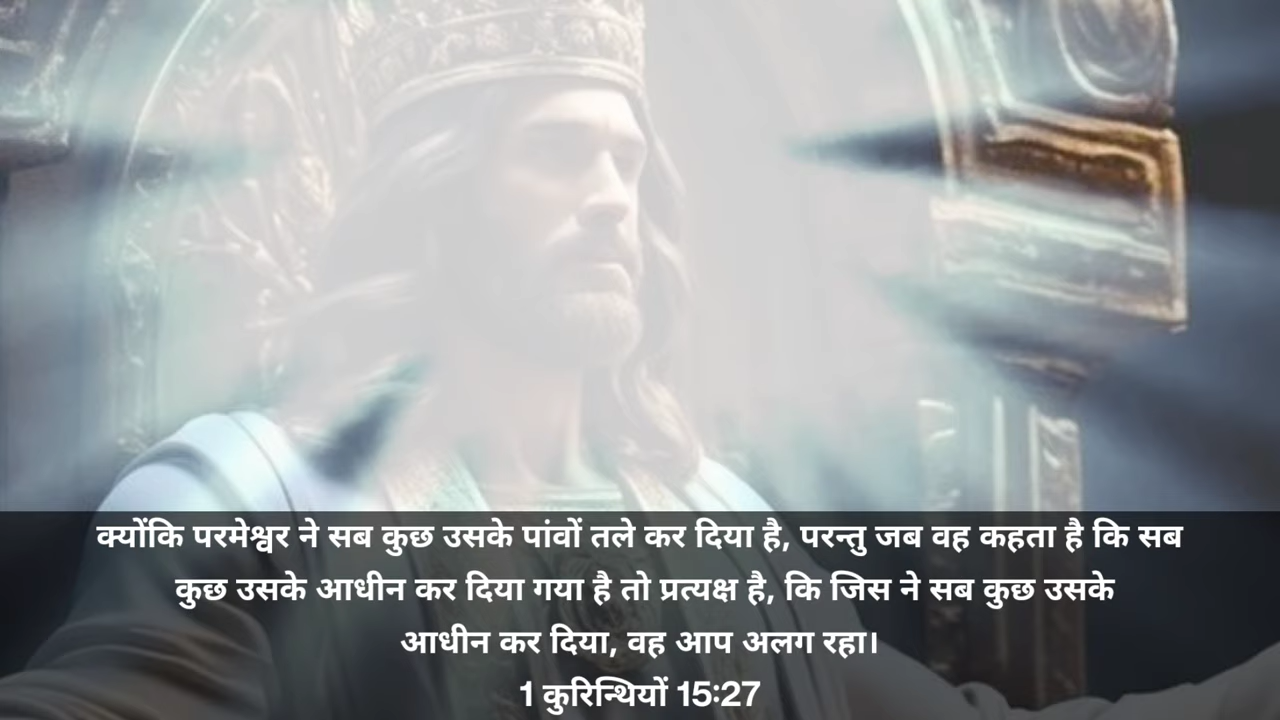 क्योंकि परमेश्वर ने सब कुछ उसके पांवों तले कर दिया है, परन्तु जब वह कहता है कि सब
कुछ उसके आधीन कर दिया गया है तो प्रत्यक्ष है, कि जिस ने सब कुछ उसके
आधीन कर दिया, वह आप अलग रहा।
1 कुरिन्थियों 15:27